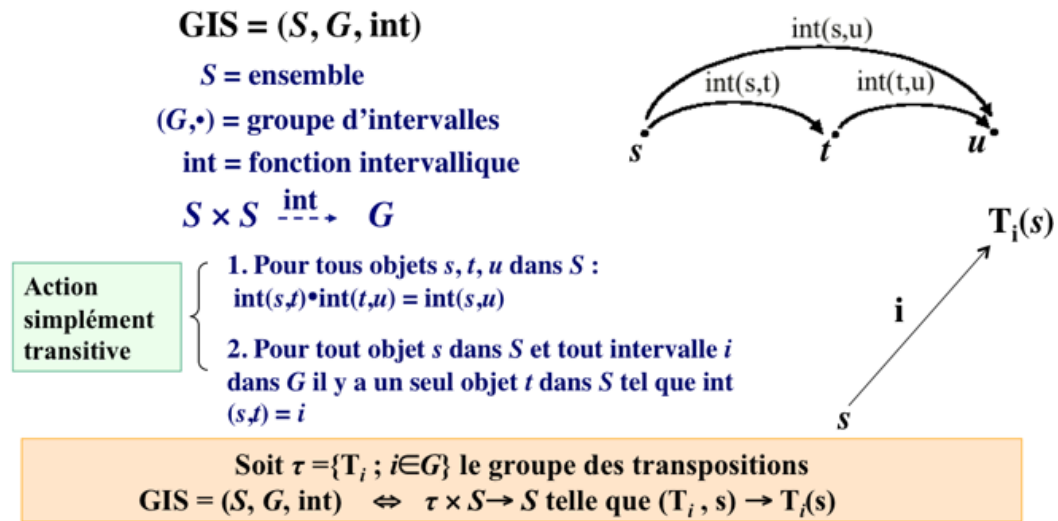 GIS = (S, G, int)
S = ensemble
(G,•) = groupe d'intervalles
int = fonction intervallique
S × S int G
int(s,u)
int(s,t)
int(t,u)
s
t
u
Action
simplément
transitive
1. Pour tous objets s, t, u dans S :
int(s,t)•int(t,u) = int(s,u)
2. Pour tout objet s dans S et tout intervalle i
dans G il y a un seul objet t dans S tel que int
(s,t) = i
Tᵢ(s)
i
s
Soit τ ={Tᵢ ; i∈G} le groupe des transpositions
GIS = (S, G, int) ⇔ τ × S→ S telle que (Tᵢ , s) → Tᵢ(s)